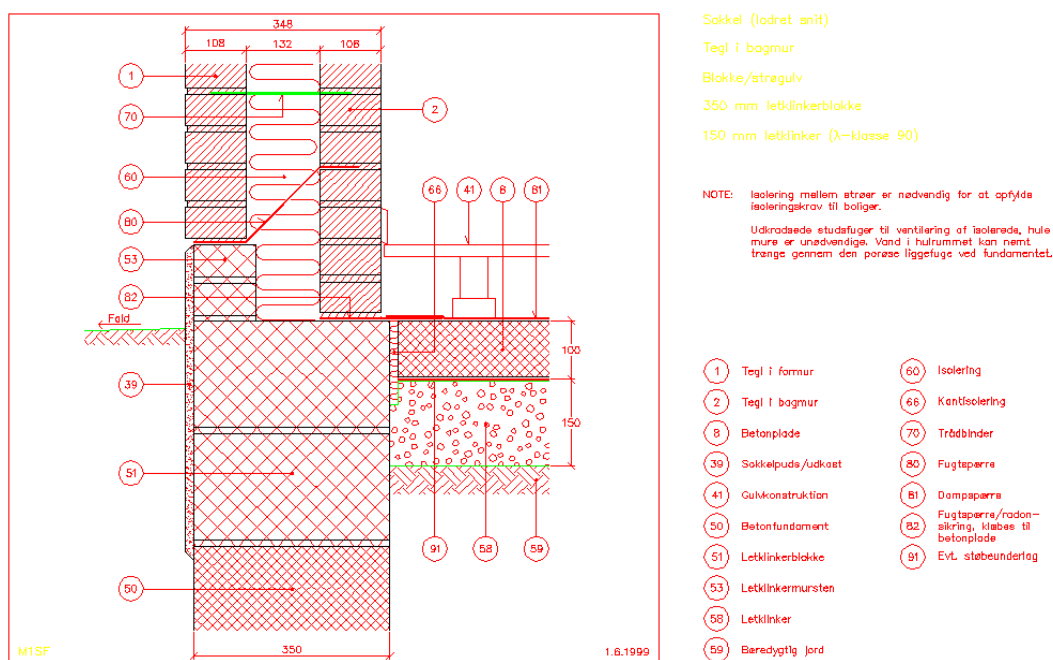 348
108
132
108
1
70
2
60
66
41
8
81
80
53
82
Fald
100
39
150
51
91
58
59
50
M1SF
350
1.6.1999
Sokkel (lodret snit)
Tegl i bagmur
Blokke/strøgulv
350 mm letklinkerblokke
150 mm letklinker (λ-klasse 90)
NOTE: Isolering mellem strøer er nødvendig for at opfylde
isoleringskrav til boliger.
Udkradsede studsfuger til ventilering af isolerede, hule
mure er unødvendige. Vand i hulrummet kan nemt
trænge gennem den porøse liggefuge ved fundamentet.
1 Tegl i formur
2 Tegl i bagmur
8 Betonplade
39 Sokkelpuds/udkast
41 Gulvkonstruktion
50 Betonfundament
51 Letklinkerblokke
53 Letklinkermursten
58 Letklinker
59 Bæredygtig jord
60 Isolering
66 Kantisolering
70 Trådbinder
80 Fugtspærre
81 Dampspærre
82 Fugtspærre/radon-
sikring, klæbes til
betonplade
91 Evt. støbeunderlag